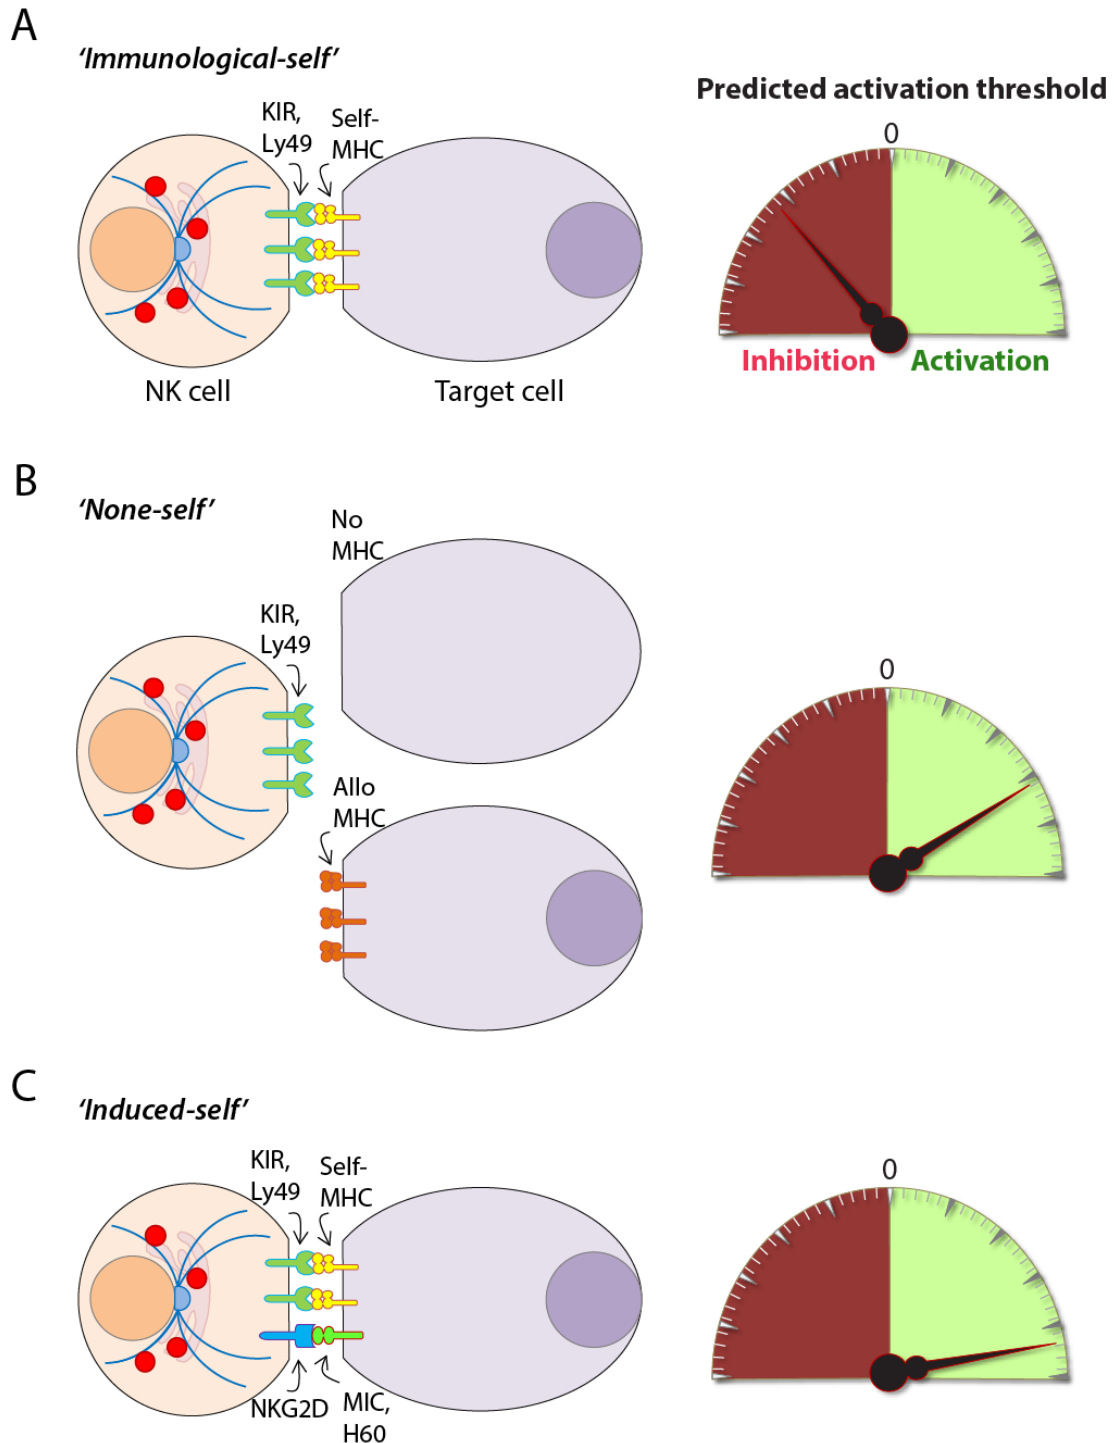 A
‘Immunological-self’
KIR,
Ly49
Self-
MHC
NK cell
Target cell
Predicted activation threshold
0
Inhibition
Activation
B
‘None-self’
No
MHC
KIR,
Ly49
Allo
MHC
0
C
‘Induced-self’
KIR,
Ly49
Self-
MHC
NKG2D
MIC,
H60
0